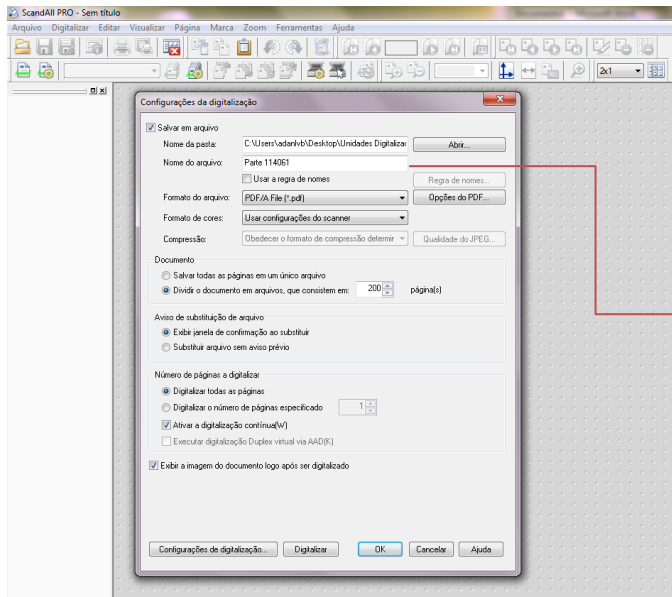 ScandAll PRO - Sem título
Arquivo Digitalizar Editar Visualizar Página Marca Zoom Ferramentas Ajuda
2x1
Configurações da digitalização
Salvar em arquivo
Nome da pasta: C:\Users\adanlvb\Desktop\Unidades Digitalizac Abrir...
Nome do arquivo: Parte 114061
Usar a regra de nomes Regra de nomes...
Formato do arquivo: PDF/A File (*.pdf) Opções do PDF...
Formato de cores: Usar configurações do scanner
Compressão: Obedecer o formato de compressão determir Qualidade do JPEG...
Documento
Salvar todas as páginas em um único arquivo
Dividir o documento em arquivos, que consistem em: 200 página(s)
Aviso de substituição de arquivo
Exibir janela de confirmação ao substituir
Substituir arquivo sem aviso prévio
Número de páginas a digitalizar
Digitalizar todas as páginas
Digitalizar o número de páginas especificado 1
Ativar a digitalização contínua(W)
Executar digitalização Duplex virtual via AAD(K)
Exibir a imagem do documento logo após ser digitalizado
Configurações de digitalização... Digitalizar OK Cancelar Ajuda